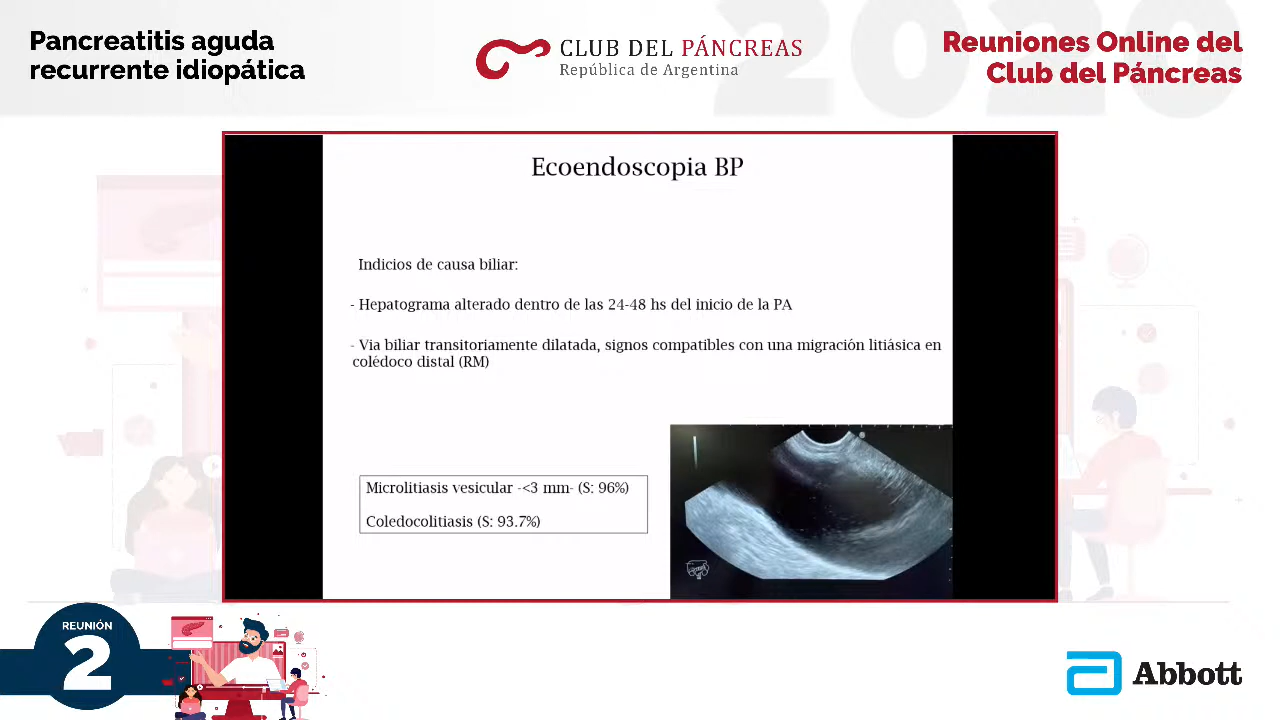 Pancreatitis aguda
recurrente idiopática
CLUB DEL PÁNCREAS
República de Argentina
2020
Reuniones Online del
Club del Páncreas
Ecoendoscopia BP
Indicios de causa biliar:
- Hepatograma alterado dentro de las 24-48 hs del inicio de la PA
- Via biliar transitoriamente dilatada, signos compatibles con una migración litiásica en
colédoco distal (RM)
Microlitiasis vesicular -<3 mm- (S: 96%)
Coledocolitiasis (S: 93.7%)
REUNIÓN
2
Abbott